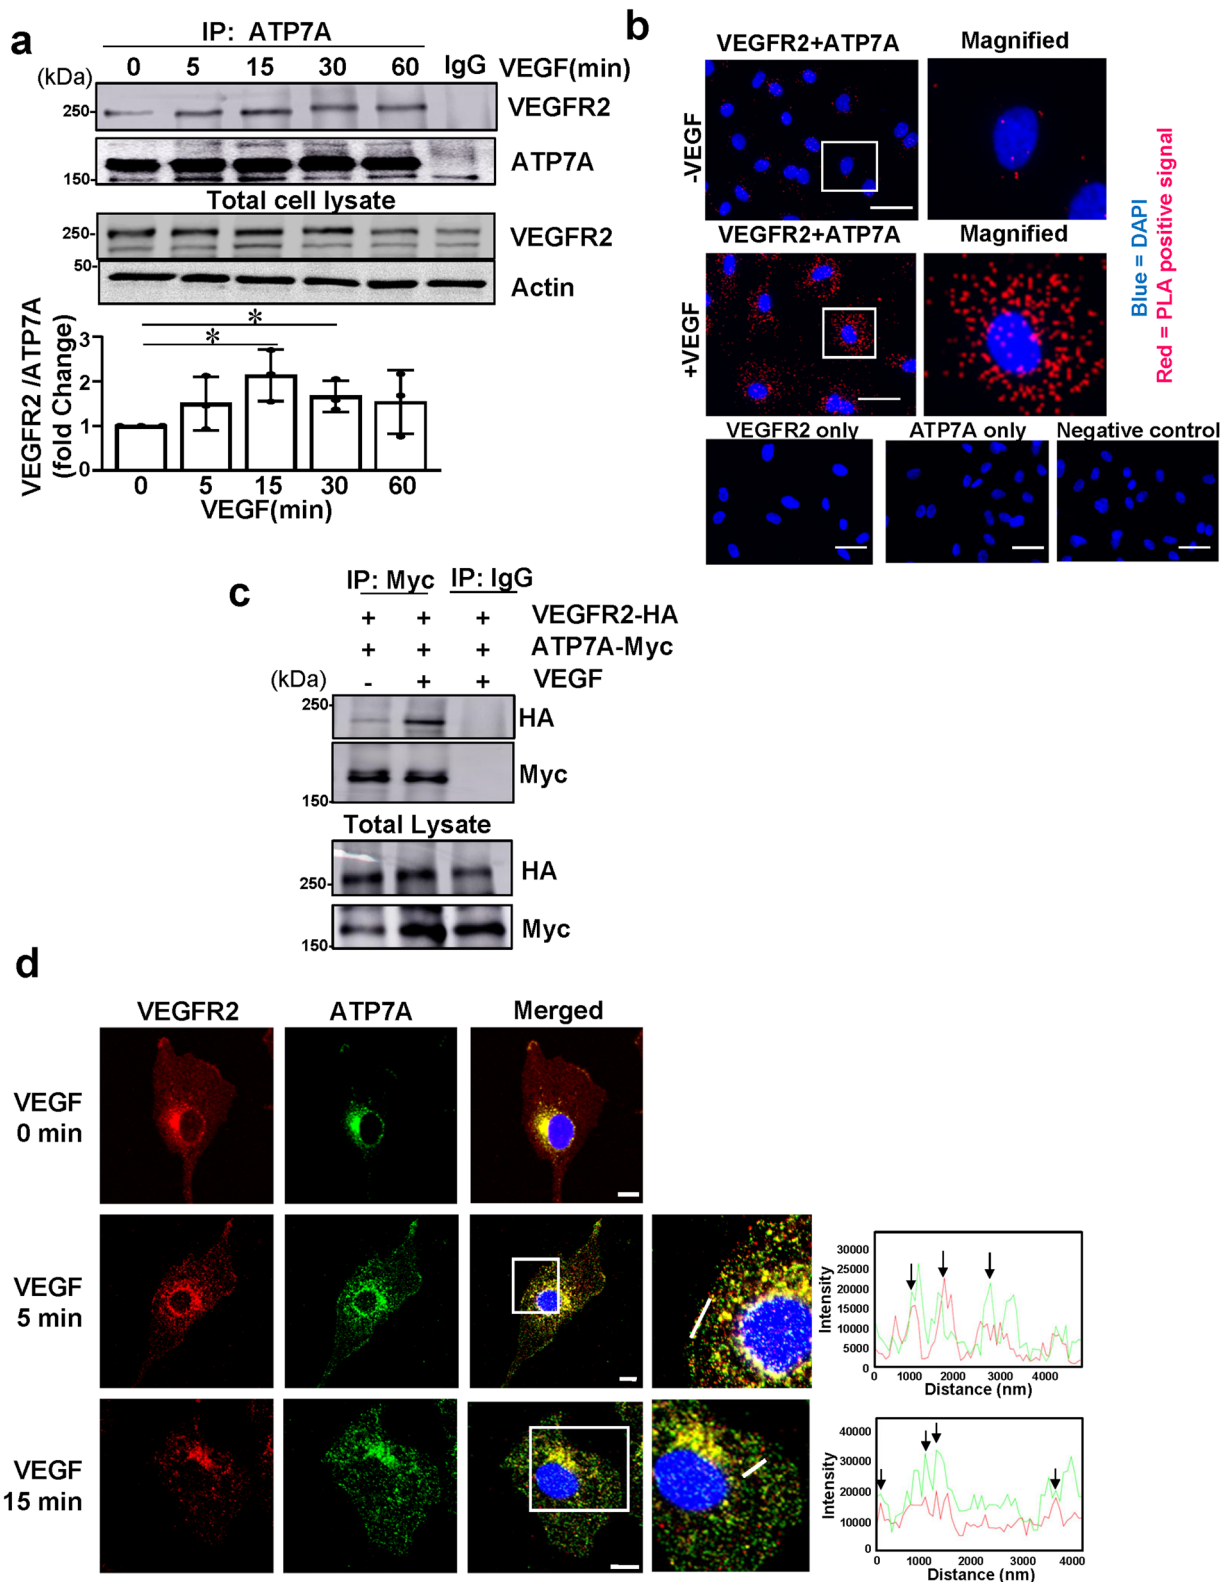 a
IP: ATP7A
(kDa) 0 5 15 30 60 IgG VEGF(min)
250- VEGFR2
ATP7A
150-
Total cell lysate
250- VEGFR2
50-
Actin
VEGFR2 /ATP7A
(fold Change)
* *
3
2
1
0
0 5 15 30 60
VEGF(min)
b
VEGFR2+ATP7A Magnified
-VEGF
VEGFR2+ATP7A Magnified
+VEGF
Blue = DAPI
Red = PLA positive signal
VEGFR2 only ATP7A only Negative control
c
IP: Myc IP: IgG
+ + + VEGFR2-HA
+ + + ATP7A-Myc
(kDa) - + + VEGF
250-
HA
Myc
150-
Total Lysate
HA
250-
Myc
150-
d
VEGFR2 ATP7A Merged
VEGF
0 min
VEGF
5 min
Intensity
30000
25000
20000
15000
10000
5000
0
0 1000 2000 3000 4000
Distance (nm)
VEGF
15 min
Intensity
40000
30000
20000
10000
0
0 1000 2000 3000 4000
Distance (nm)